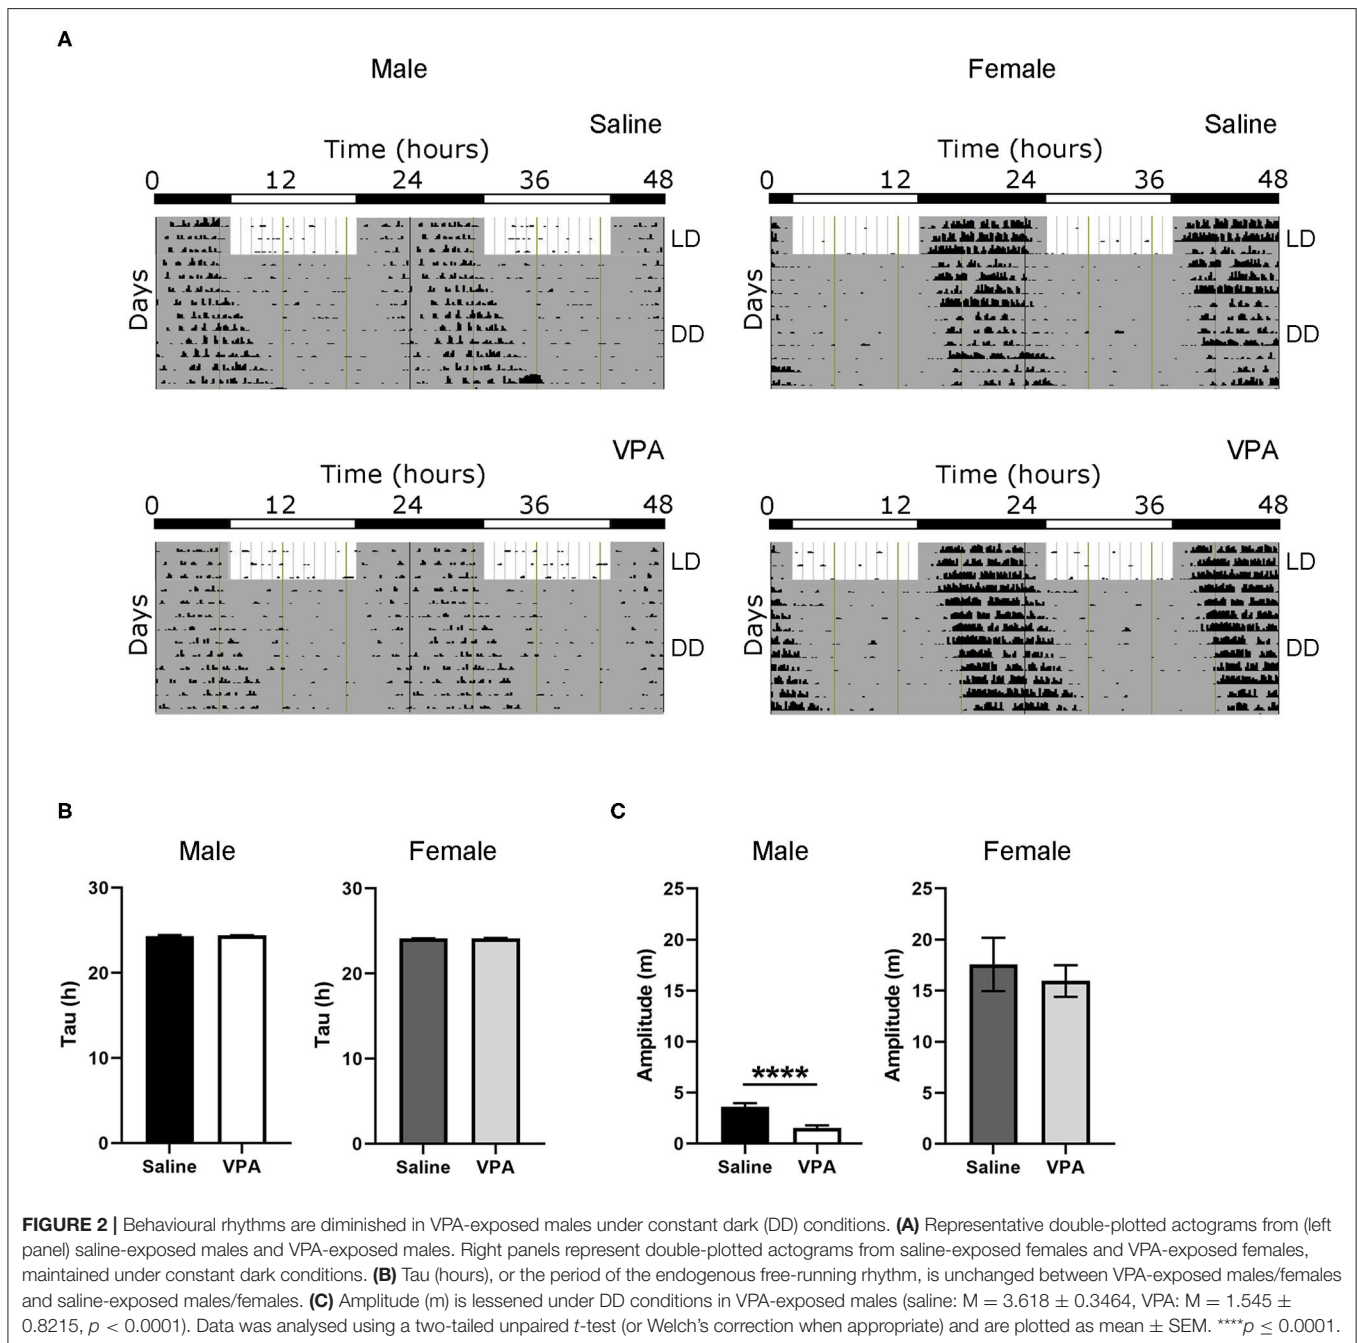 A
Male
Female
Saline
Saline
Time (hours)
Time (hours)
0 12 24 36 48
0 12 24 36 48
Days
LD
DD
Days
LD
DD
VPA
VPA
Time (hours)
Time (hours)
0 12 24 36 48
0 12 24 36 48
Days
LD
DD
Days
LD
DD
B
C
Male
Female
Male
Female
Tau (h)
30
20
10
0
Saline VPA
Tau (h)
30
20
10
0
Saline VPA
Amplitude (m)
25
20
15
10
5
0
****
Saline VPA
Amplitude (m)
25
20
15
10
5
0
Saline VPA
FIGURE 2 | Behavioural rhythms are diminished in VPA-exposed males under constant dark (DD) conditions. (A) Representative double-plotted actograms from (left
panel) saline-exposed males and VPA-exposed males. Right panels represent double-plotted actograms from saline-exposed females and VPA-exposed females,
maintained under constant dark conditions. (B) Tau (hours), or the period of the endogenous free-running rhythm, is unchanged between VPA-exposed males/females
and saline-exposed males/females. (C) Amplitude (m) is lessened under DD conditions in VPA-exposed males (saline: M = 3.618 ± 0.3464, VPA: M = 1.545 ±
0.8215, p < 0.0001). Data was analysed using a two-tailed unpaired t-test (or Welch's correction when appropriate) and are plotted as mean ± SEM. ****p ≤ 0.0001.